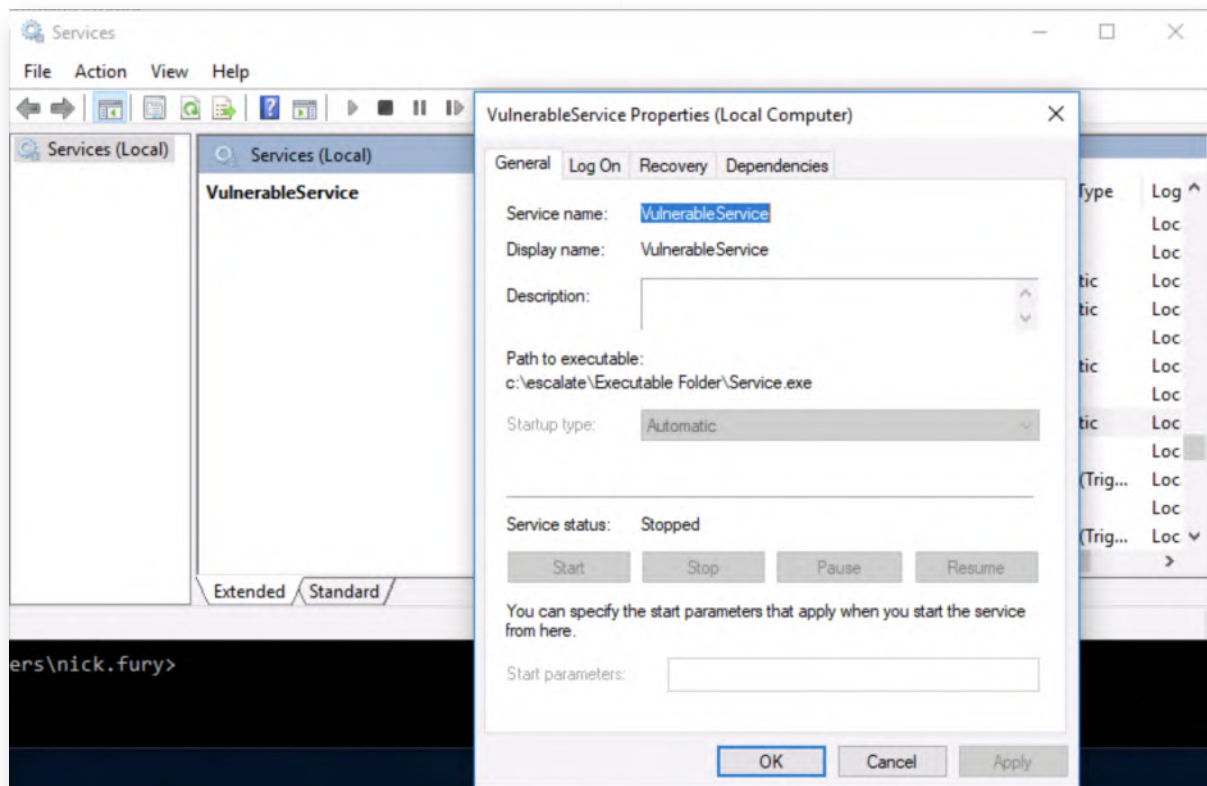 Services
File Action View Help
Services (Local)
Services (Local)
VulnerableService
Type Log
Loc
Loc
tic Loc
tic Loc
Loc
tic Loc
Loc
tic Loc
Loc
(Trig... Loc
Loc
(Trig... Loc
Extended Standard
VulnerableService Properties (Local Computer)
General Log On Recovery Dependencies
Service name: VulnerableService
Display name: VulnerableService
Description:
Path to executable:
c:\escalate\Executable Folder\Service.exe
Startup type: Automatic
Service status: Stopped
Start Stop Pause Resume
You can specify the start parameters that apply when you start the service
from here.
Start parameters:
OK Cancel Apply
ers\nick.fury>